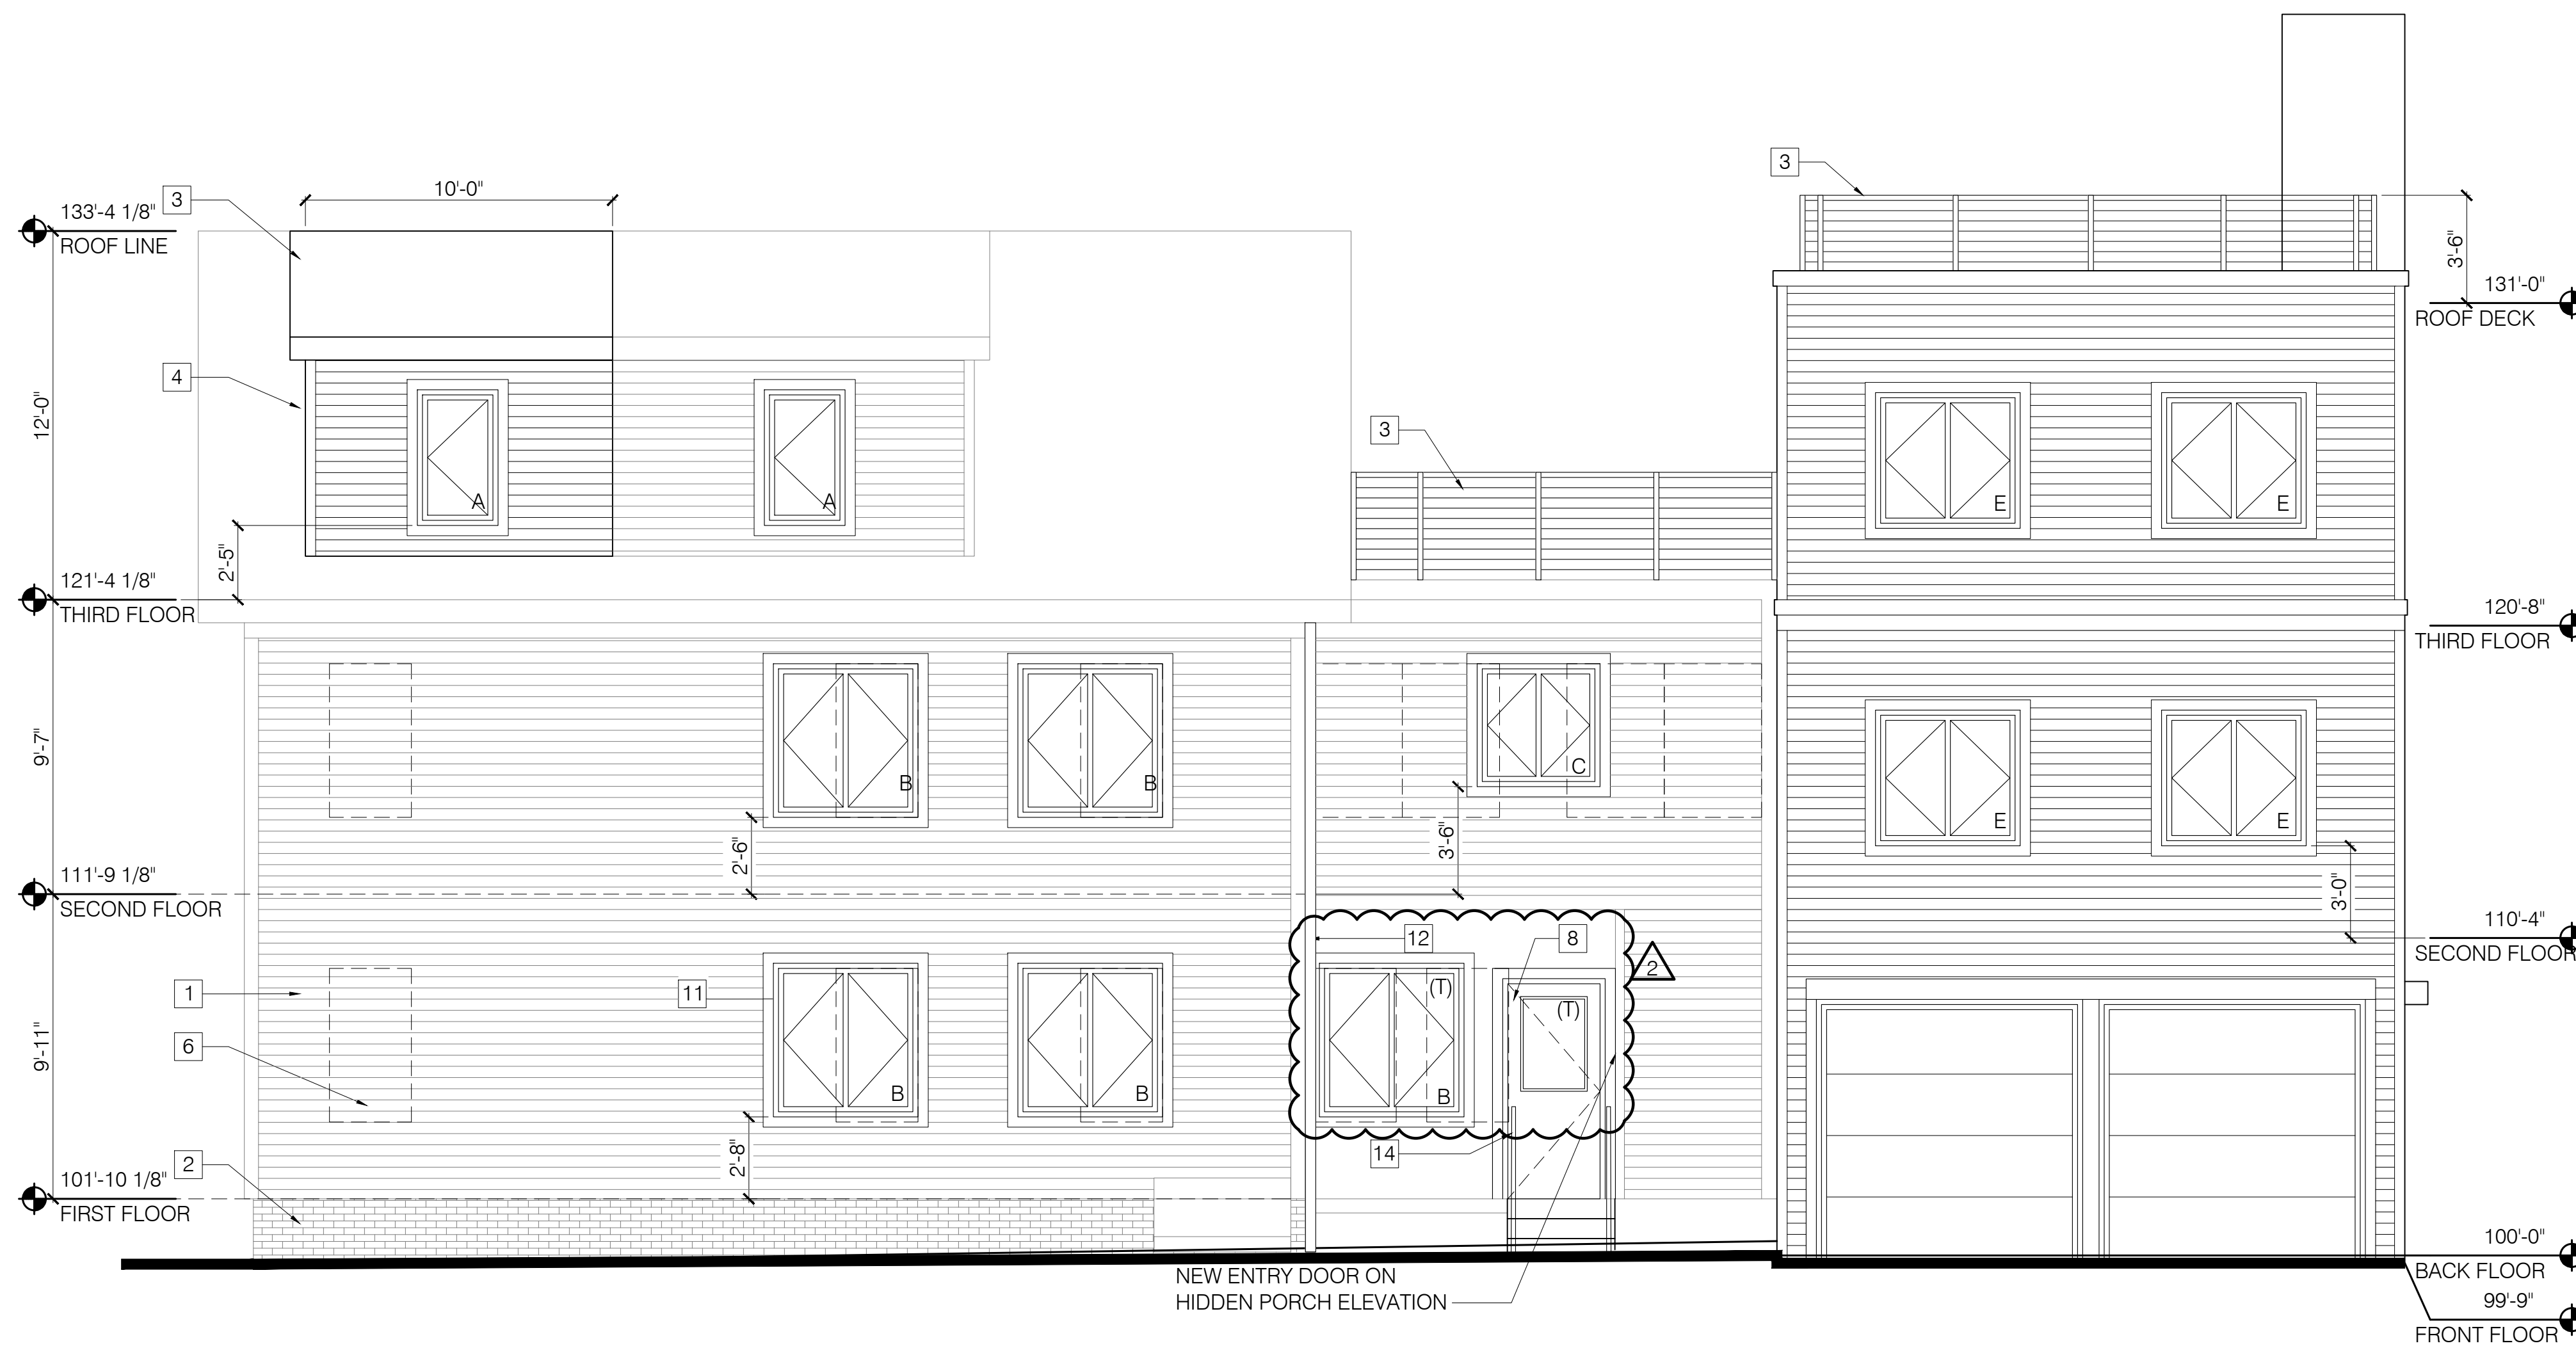 3
10'-0"
3
133'-4 1/8"
ROOF LINE
3'-6"
131'-0"
ROOF DECK
4
12'-0"
3
A
A
E
E
2'-5"
121'-4 1/8"
THIRD FLOOR
120'-8"
THIRD FLOOR
9'-7"
B
B
C
E
E
2'-6"
3'-6"
3'-0"
111'-9 1/8"
SECOND FLOOR
110'-4"
SECOND FLOOR
12
8
2
1
11
(T)
(T)
9'-11"
6
B
B
B
2'-8"
14
2
101'-10 1/8"
FIRST FLOOR
100'-0"
BACK FLOOR
NEW ENTRY DOOR ON
HIDDEN PORCH ELEVATION
99'-9"
FRONT FLOOR